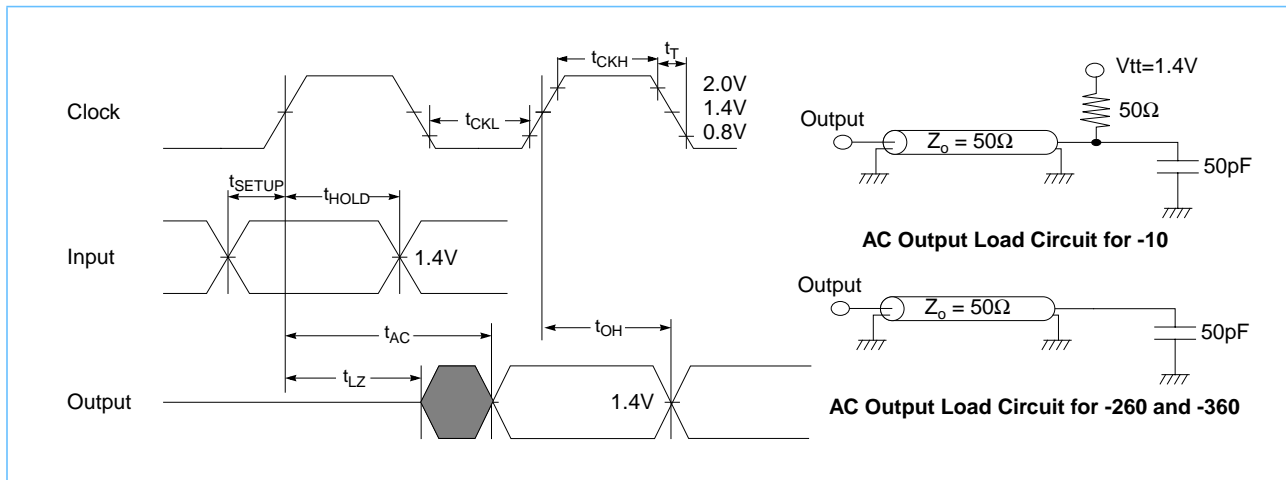 Clock
tCKH
tT
tCKL
2.0V
1.4V
0.8V
tSETUP
tHOLD
Input
1.4V
tAC
tOH
tLZ
Output
1.4V
Vtt=1.4V
50Ω
Output
Zo = 50Ω
50pF
AC Output Load Circuit for -10
Output
Zo = 50Ω
50pF
AC Output Load Circuit for -260 and -360